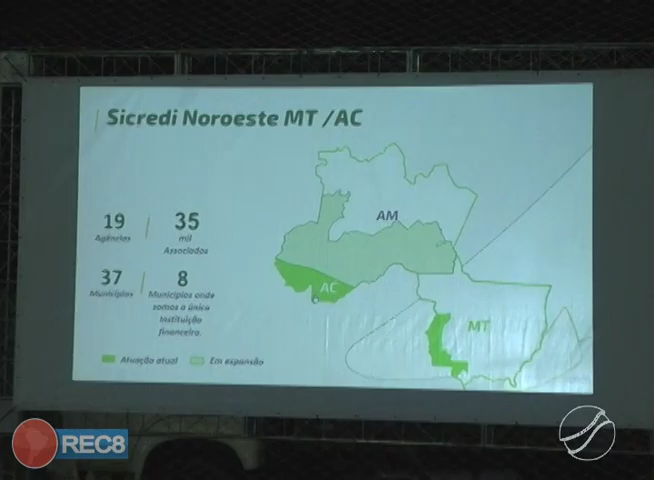 Sicredi Noroeste MT /AC
19
Agências
35
mil
Associados
37
Municípios
8
Municípios onde
somos a única
Instituição
financeira.
AM
AC
MT
Atuação atual
Em expansão
REC8